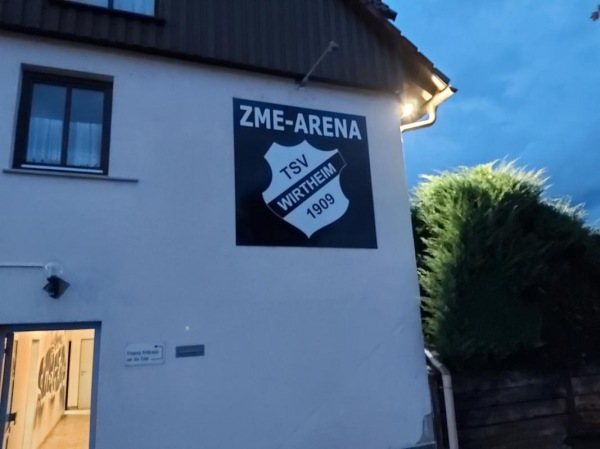 ZME-ARENA
TSV
WIRTHEIM
1909